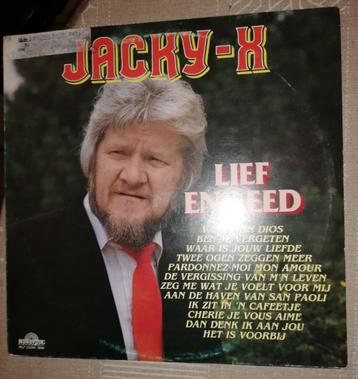 JACKY-X
LIEF
EN LEED
DIOS
BEN JE VERGETEN
WAAR IS JOUW LIEFDE
TWEE OGEN ZEGGEN MEER
PARDONNEZ-MOI MON AMOUR
DE VERGISSING VAN M'N LEVEN
ZEG ME WAT JE VOELT VOOR MIJ
AAN DE HAVEN VAN SAN PAOLI
IK ZIT IN 'N CAFEETJE
CHERIE JE VOUS AIME
DAN DENK IK AAN JOU
HET IS VOORBIJ